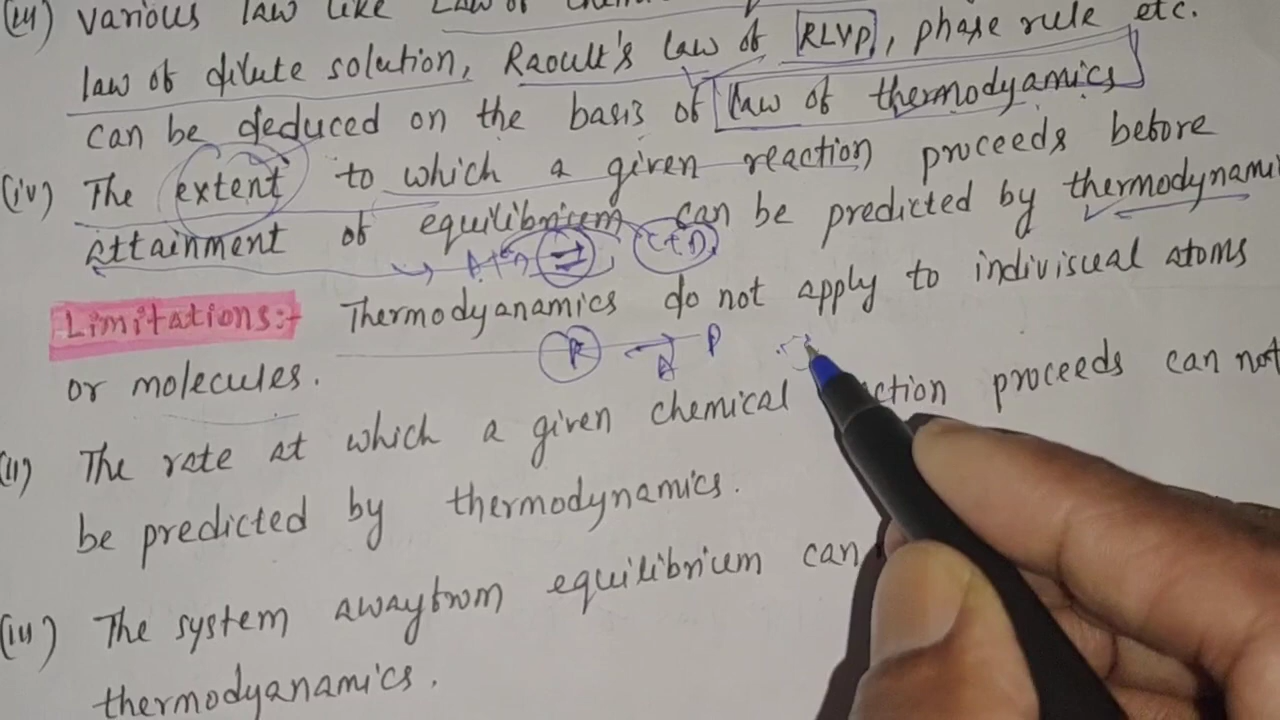 (iii) various law like Law of
law of dilute solution, Raoult's law of RLVP, phase rule etc.
can be deduced on the basis of law of thermodyamics
(iv) The extent to which a given reaction proceeds before
attainment of equilibrium can be predicted by thermodynami
A+B ⇌ C+D
Limitations:- Thermodyanamics do not apply to indivisual atoms
R → P
A
or molecules.
(ii) The rate at which a given chemical ction proceeds can not
be predicted by thermodynamics.
(iii) The system awayfrom equilibrium can
thermodyanamics.